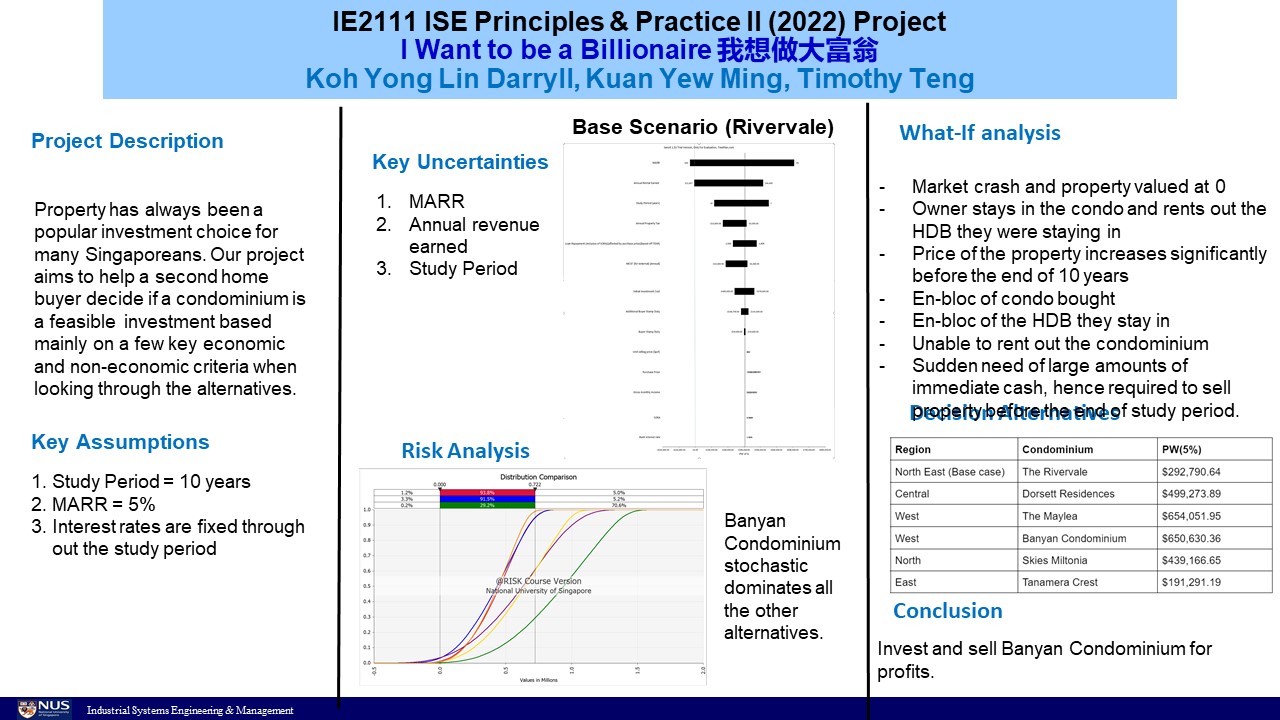 IE2111 ISE Principles & Practice II (2022) Project
I Want to be a Billionaire 我想做大富翁
Koh Yong Lin Darryll, Kuan Yew Ming, Timothy Teng
Project Description
Property has always been a
popular investment choice for
many Singaporeans. Our project
aims to help a second home
buyer decide if a condominium is
a feasible investment based
mainly on a few key economic
and non-economic criteria when
looking through the alternatives.
Key Assumptions
1. Study Period = 10 years
2. MARR = 5%
3. Interest rates are fixed through
out the study period
Key Uncertainties
1. MARR
2. Annual revenue
earned
3. Study Period
Base Scenario (Rivervale)
Risk Analysis
Distribution Comparison
0.000 0.722
1.2% 93.8% 5.0%
3.3% 91.5% 5.2%
0.2% 29.2% 70.6%
1.0
0.9
0.8
0.7
0.6
0.5
0.4
0.3
0.2
0.1
0.0
@RISK Course Version
National University of Singapore
-0.5 0.0 0.5 1.0 1.5 2.0
Values in Millions
Banyan
Condominium
stochastic
dominates all
the other
alternatives.
What-If analysis
- Market crash and property valued at 0
- Owner stays in the condo and rents out the
HDB they were staying in
- Price of the property increases significantly
before the end of 10 years
- En-bloc of condo bought
- En-bloc of the HDB they stay in
- Unable to rent out the condominium
- Sudden need of large amounts of
immediate cash, hence required to sell
property before the end of study period.
Decision Alternatives
Region Condominium PW(5%)
North East (Base case) The Rivervale $292,790.64
Central Dorsett Residences $499,273.89
West The Maylea $654,051.95
West Banyan Condominium $650,630.36
North Skies Miltonia $439,166.65
East Tanamera Crest $191,291.19
Conclusion
Invest and sell Banyan Condominium for
profits.
NUS
National University
of Singapore
Industrial Systems Engineering & Management